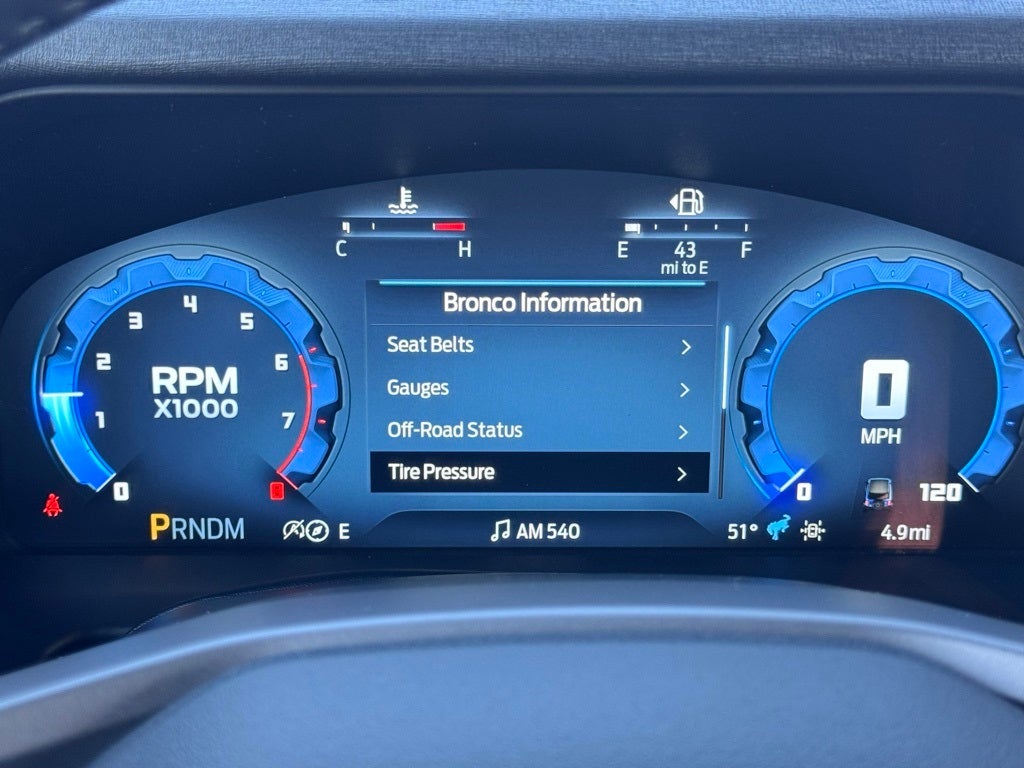 C H
E 43 F
mi to E
Bronco Information
Seat Belts
Gauges
Off-Road Status
Tire Pressure
0
1
2
3
4
5
6
7
8
RPM
X1000
0
MPH
0
120
PRNDM
E
AM 540
51°
4.9mi